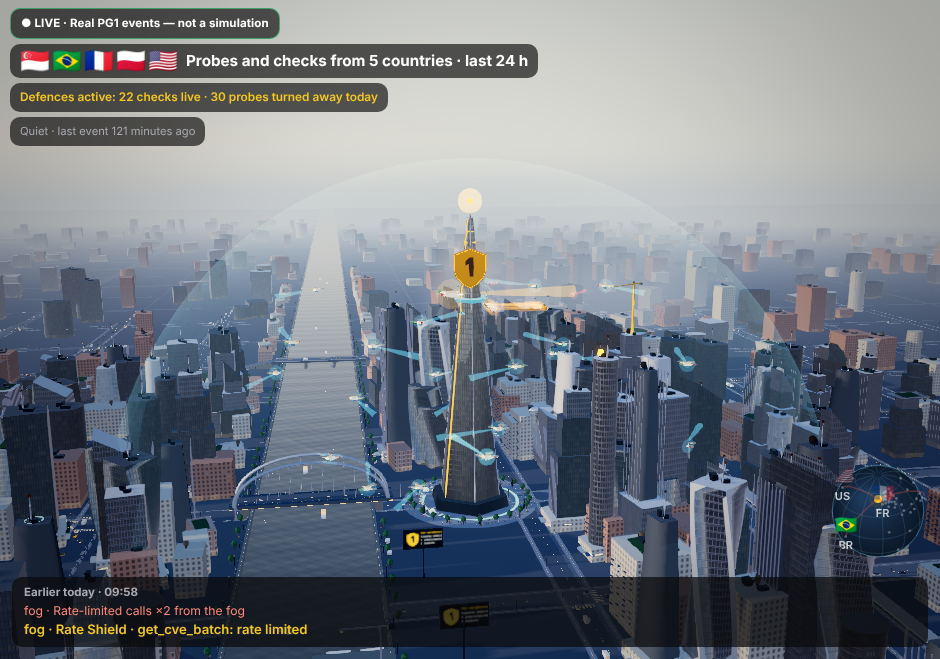 LIVE · Real PG1 events — not a simulation
Probes and checks from 5 countries · last 24 h
Defences active: 22 checks live · 30 probes turned away today
Quiet · last event 121 minutes ago
1
US
FR
BR
1
1
Earlier today · 09:58
fog · Rate-limited calls ×2 from the fog
fog · Rate Shield · get_cve_batch: rate limited